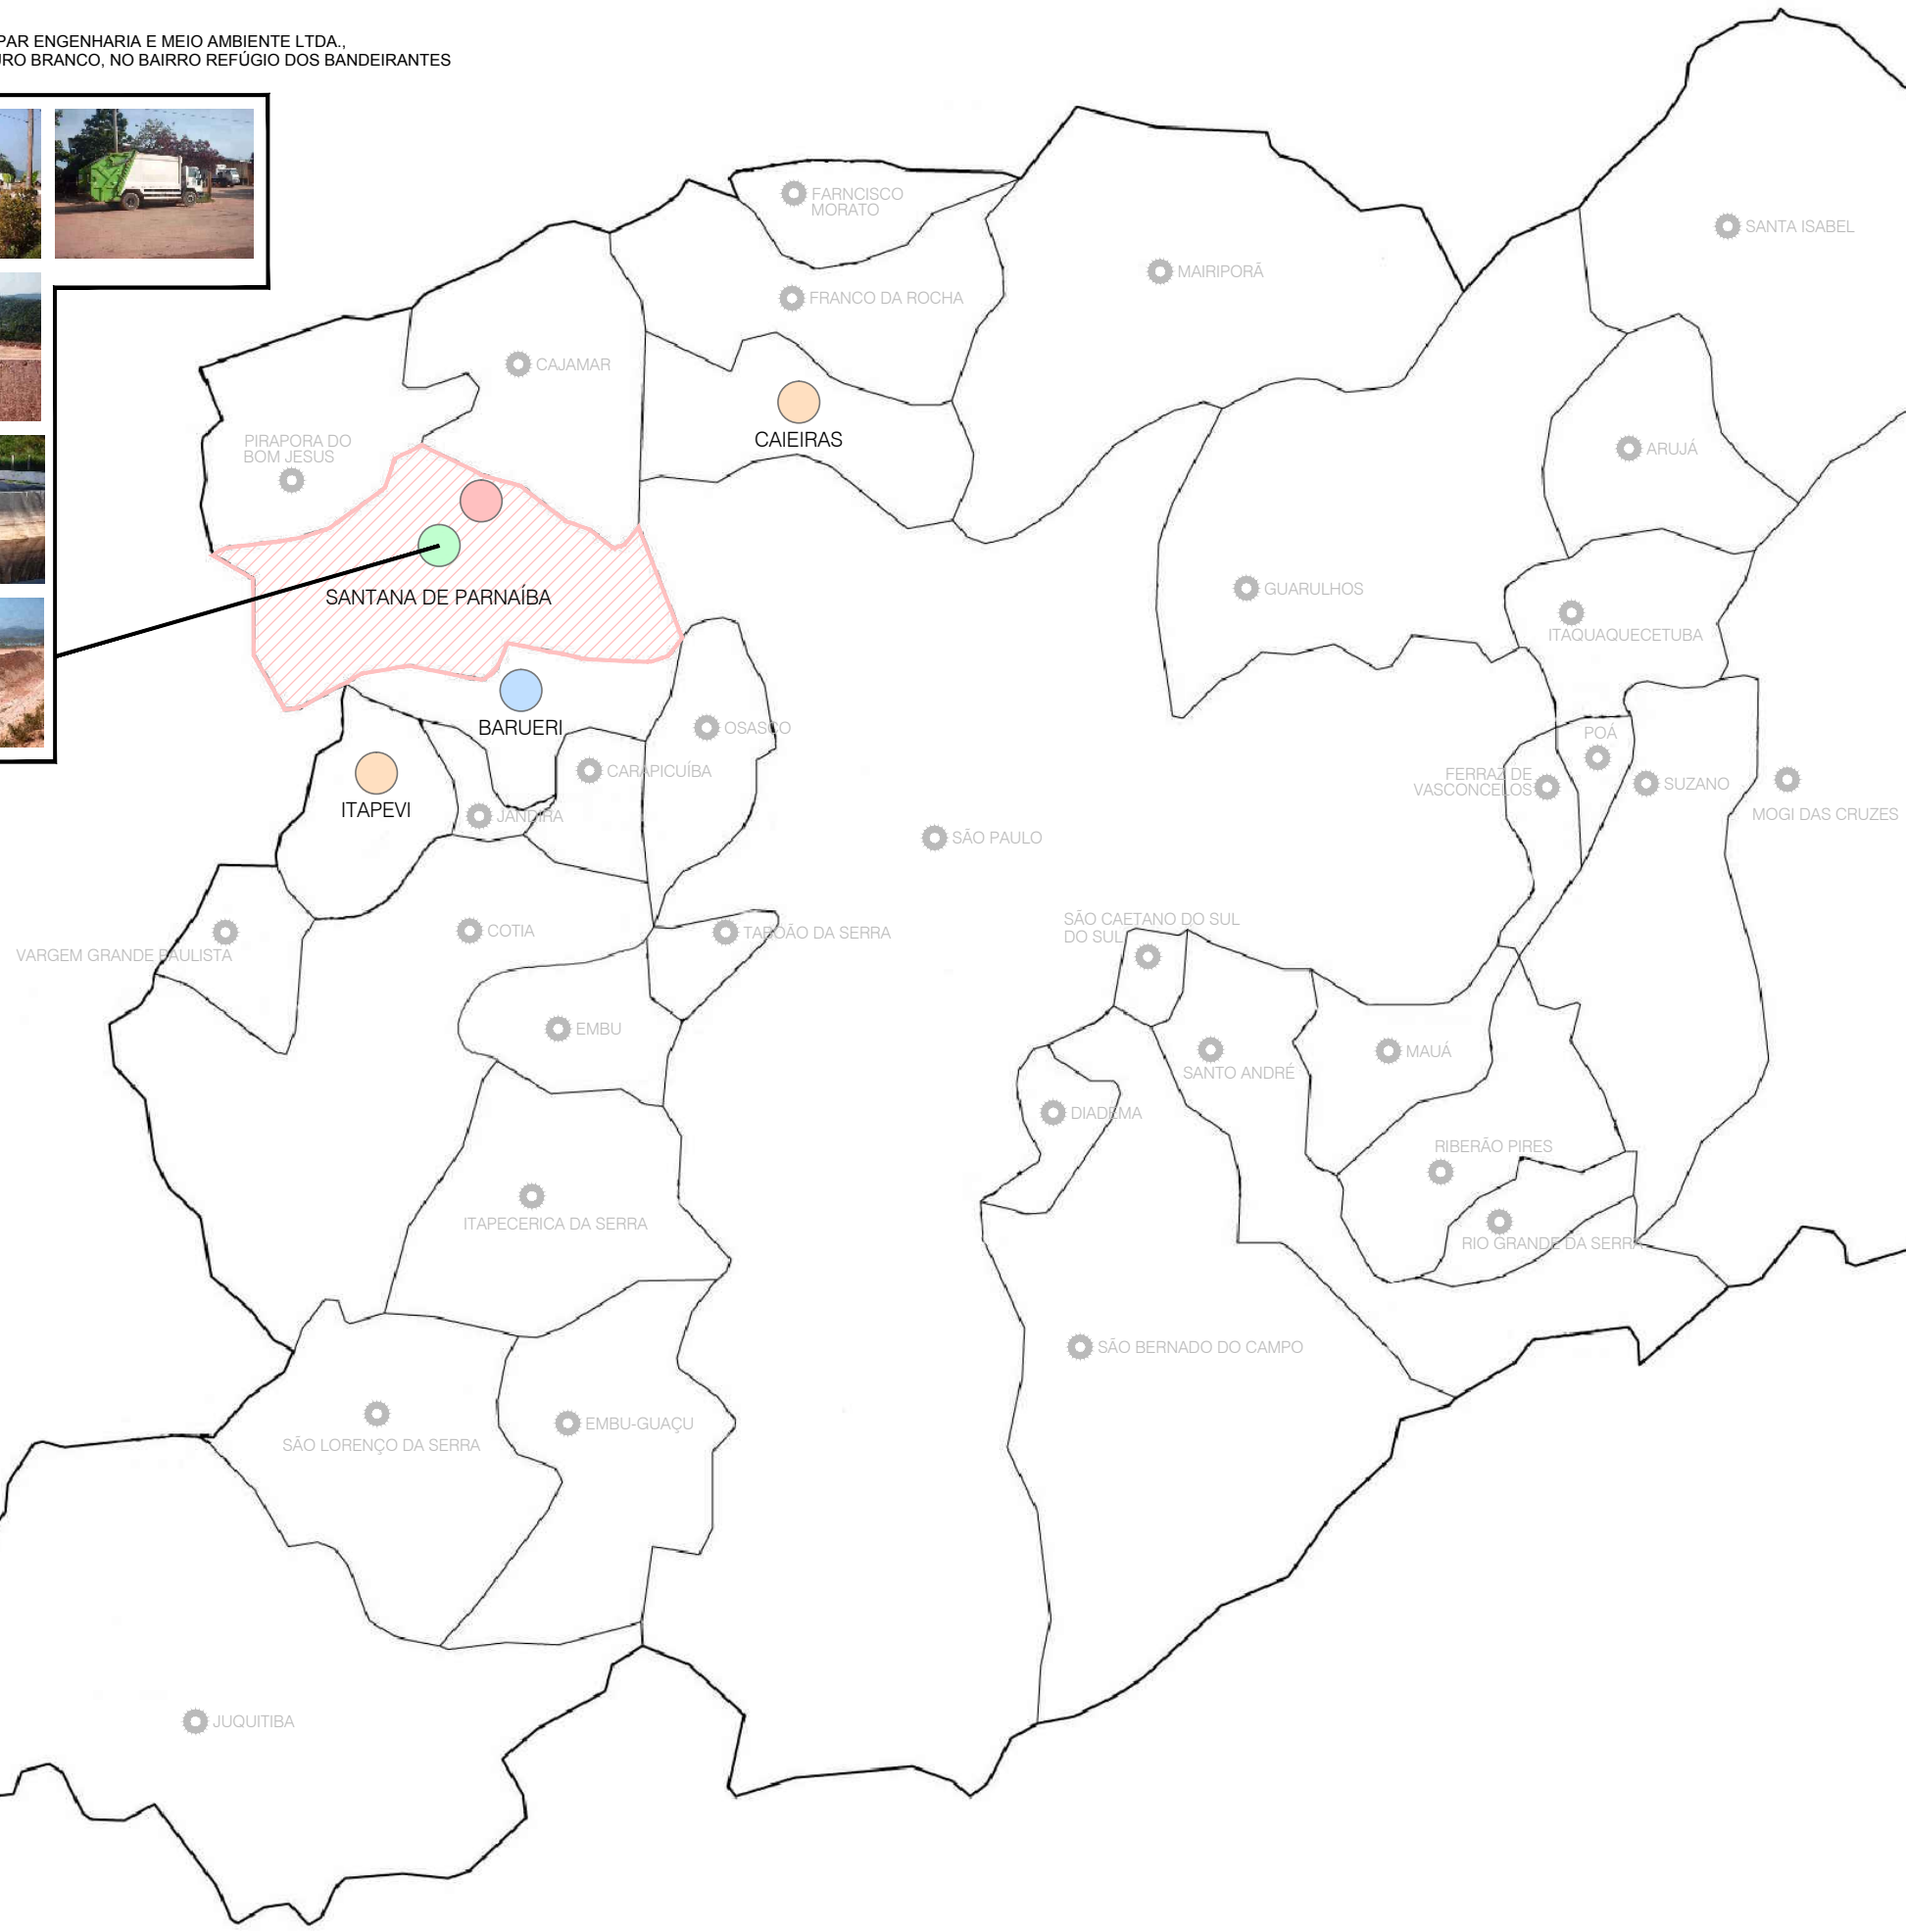 PAR ENGENHARIA E MEIO AMBIENTE LTDA.,
URO BRANCO, NO BAIRRO REFÚGIO DOS BANDEIRANTES
FARNCISCO
MORATO
SANTA ISABEL
MAIRIPORÃ
FRANCO DA ROCHA
CAJAMAR
CAIEIRAS
PIRAPORA DO
BOM JESUS
ARUJÁ
SANTANA DE PARNAÍBA
GUARULHOS
ITAQUAQUECETUBA
BARUERI
OSASCO
POÁ
CARAPICUÍBA
FERRAZ DE
VASCONCELOS
SUZANO
ITAPEVI
JANDIRA
MOGI DAS CRUZES
SÃO PAULO
SÃO CAETANO DO SUL
DO SUL
COTIA
TABOÃO DA SERRA
VARGEM GRANDE PAULISTA
EMBU
MAUÁ
SANTO ANDRÉ
DIADEMA
RIBERÃO PIRES
ITAPECERICA DA SERRA
RIO GRANDE DA SERRA
SÃO BERNADO DO CAMPO
EMBU-GUAÇU
SÃO LORENÇO DA SERRA
JUQUITIBA